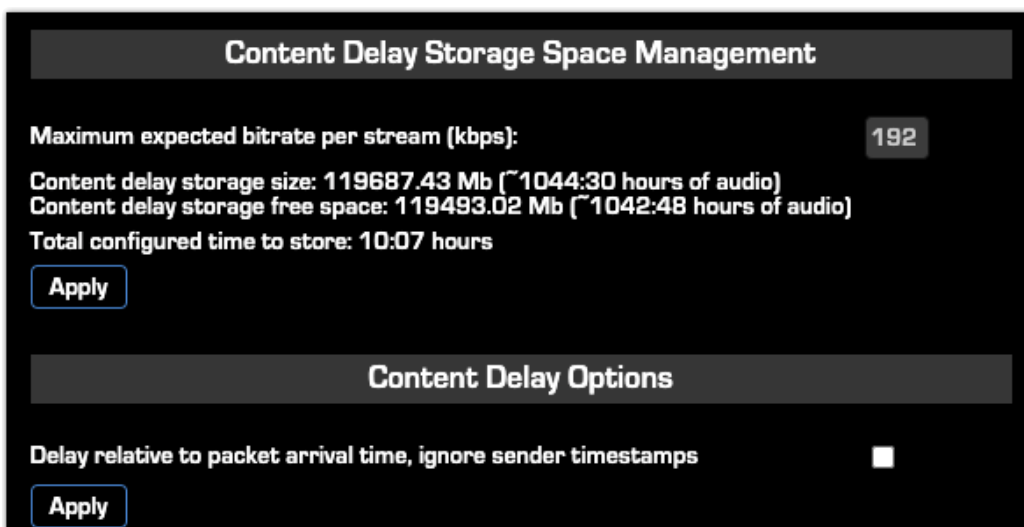 Content Delay Storage Space Management
Maximum expected bitrate per stream (kbps):
192
Content delay storage size: 119687.43 Mb (~1044:30 hours of audio)
Content delay storage free space: 119493.02 Mb (~1042:48 hours of audio)
Total configured time to store: 10:07 hours
Apply
Content Delay Options
Delay relative to packet arrival time, ignore sender timestamps
Apply